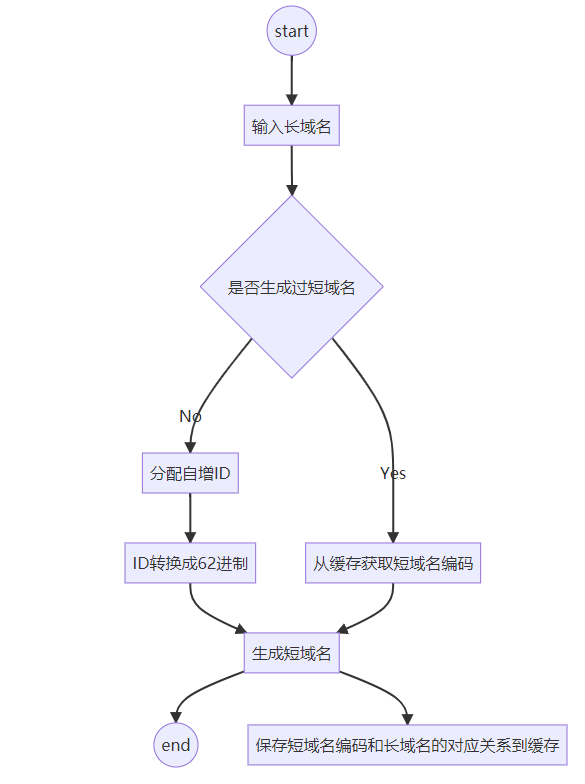 start
输入长域名
是否生成过短域名
No
分配自增ID
Yes
ID转换成62进制
从缓存获取短域名编码
生成短域名
end
保存短域名编码和长域名的对应关系到缓存